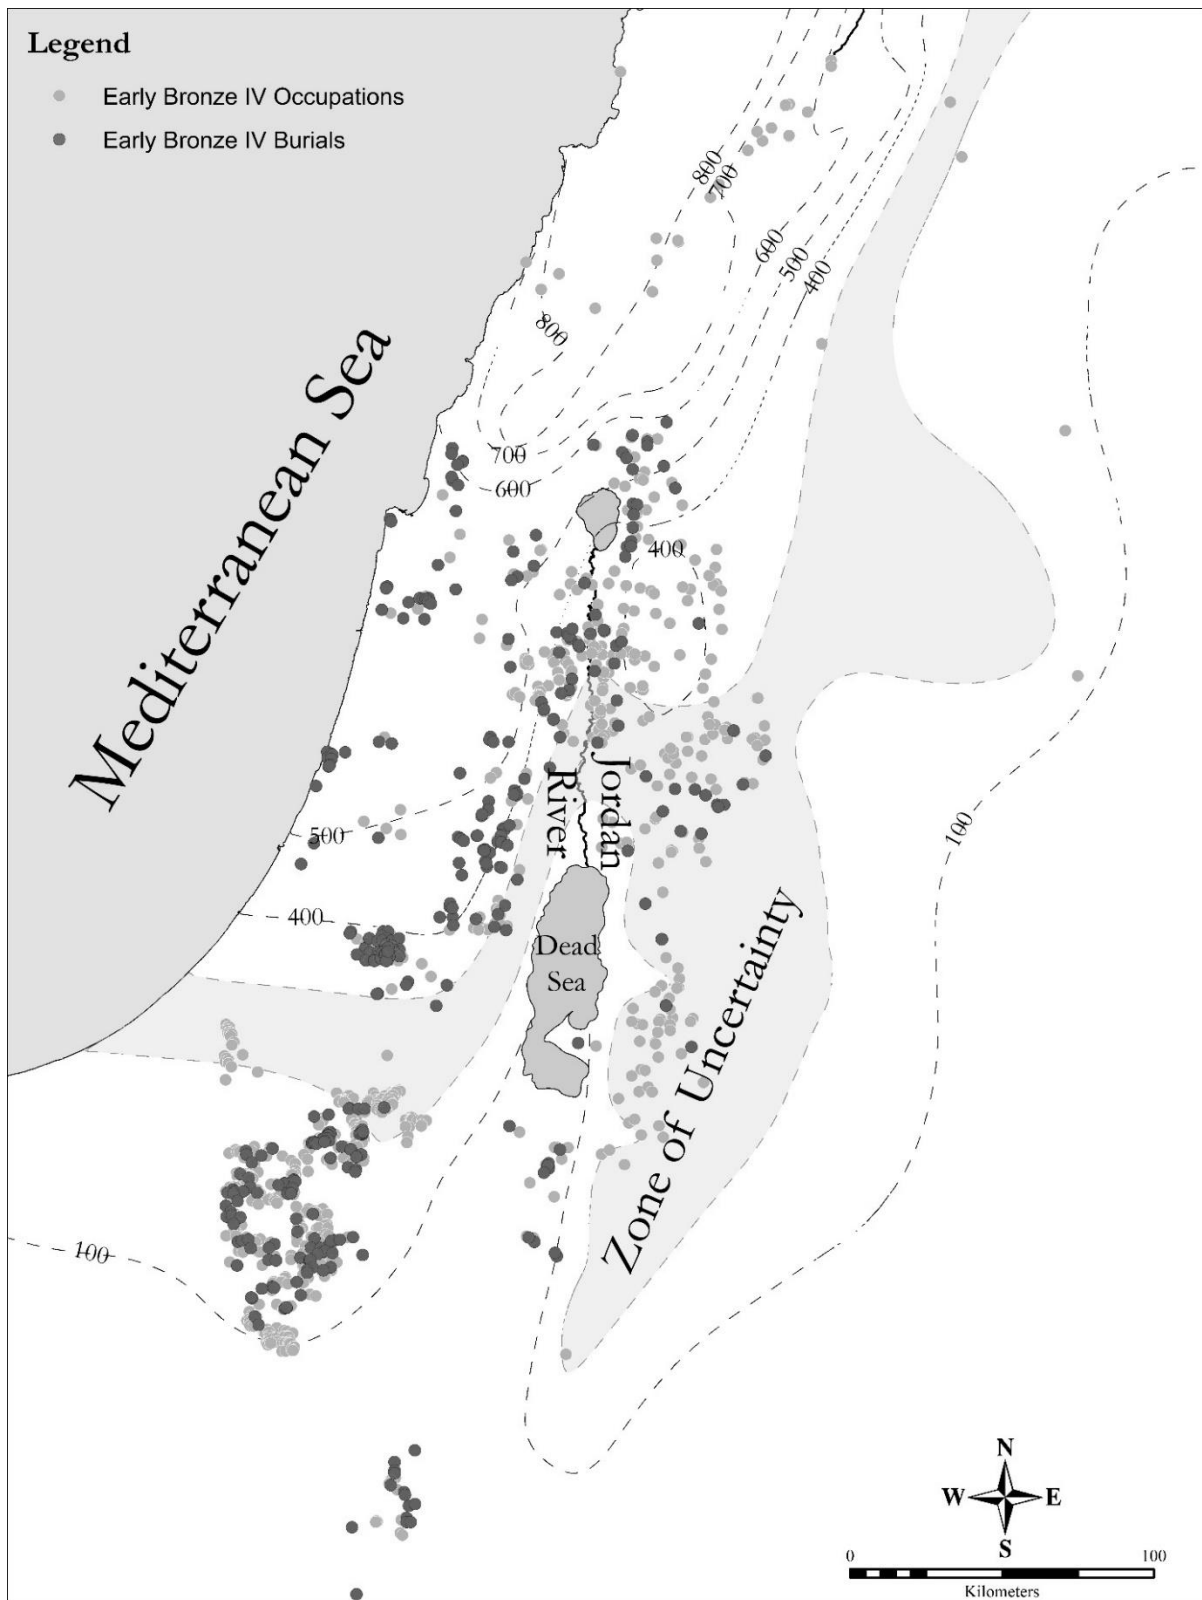 Legend
Early Bronze IV Occupations
Early Bronze IV Burials
800
700
600
500
400
800
Mediterranean Sea
700
600
400
Jordan
River
500
100
400
Dead
Sea
Zone of Uncertainty
100
N
W
E
S
0
100
Kilometers